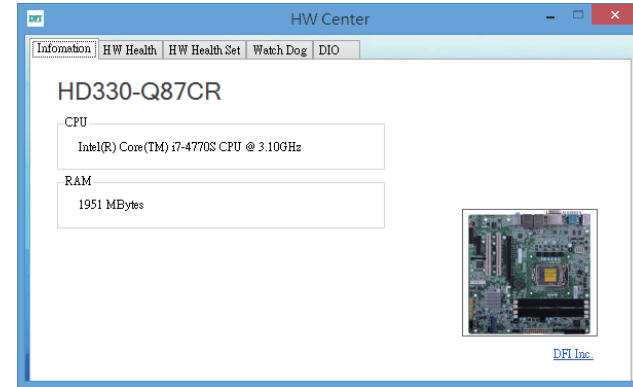 DFI
HW Center
Infomation HW Health HW Health Set Watch Dog DIO
HD330-Q87CR
CPU
Intel(R) Core(TM) i7-4770S CPU @ 3.10GHz
RAM
1951 MBytes
DFI Inc.